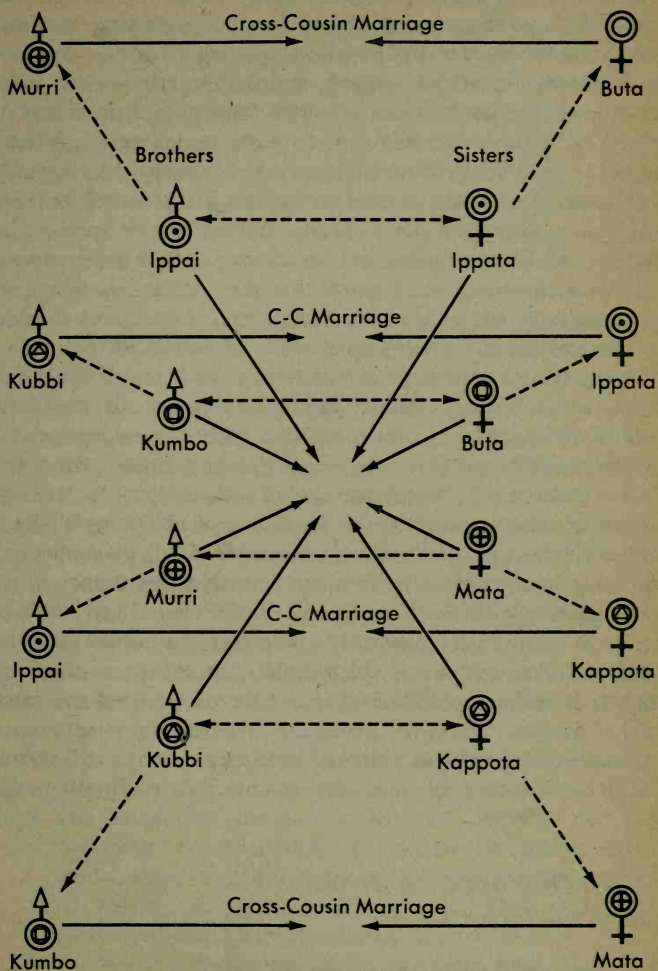 Cross-Cousin Marriage
Murri Buta
Brothers Sisters
Ippai Ippata
C-C Marriage
Kubbi Ippata
Kumbo Buta
Murri Mata
C-C Marriage
Ippai Kappota
Kubbi Kappota
Cross-Cousin Marriage
Kumbo Mata